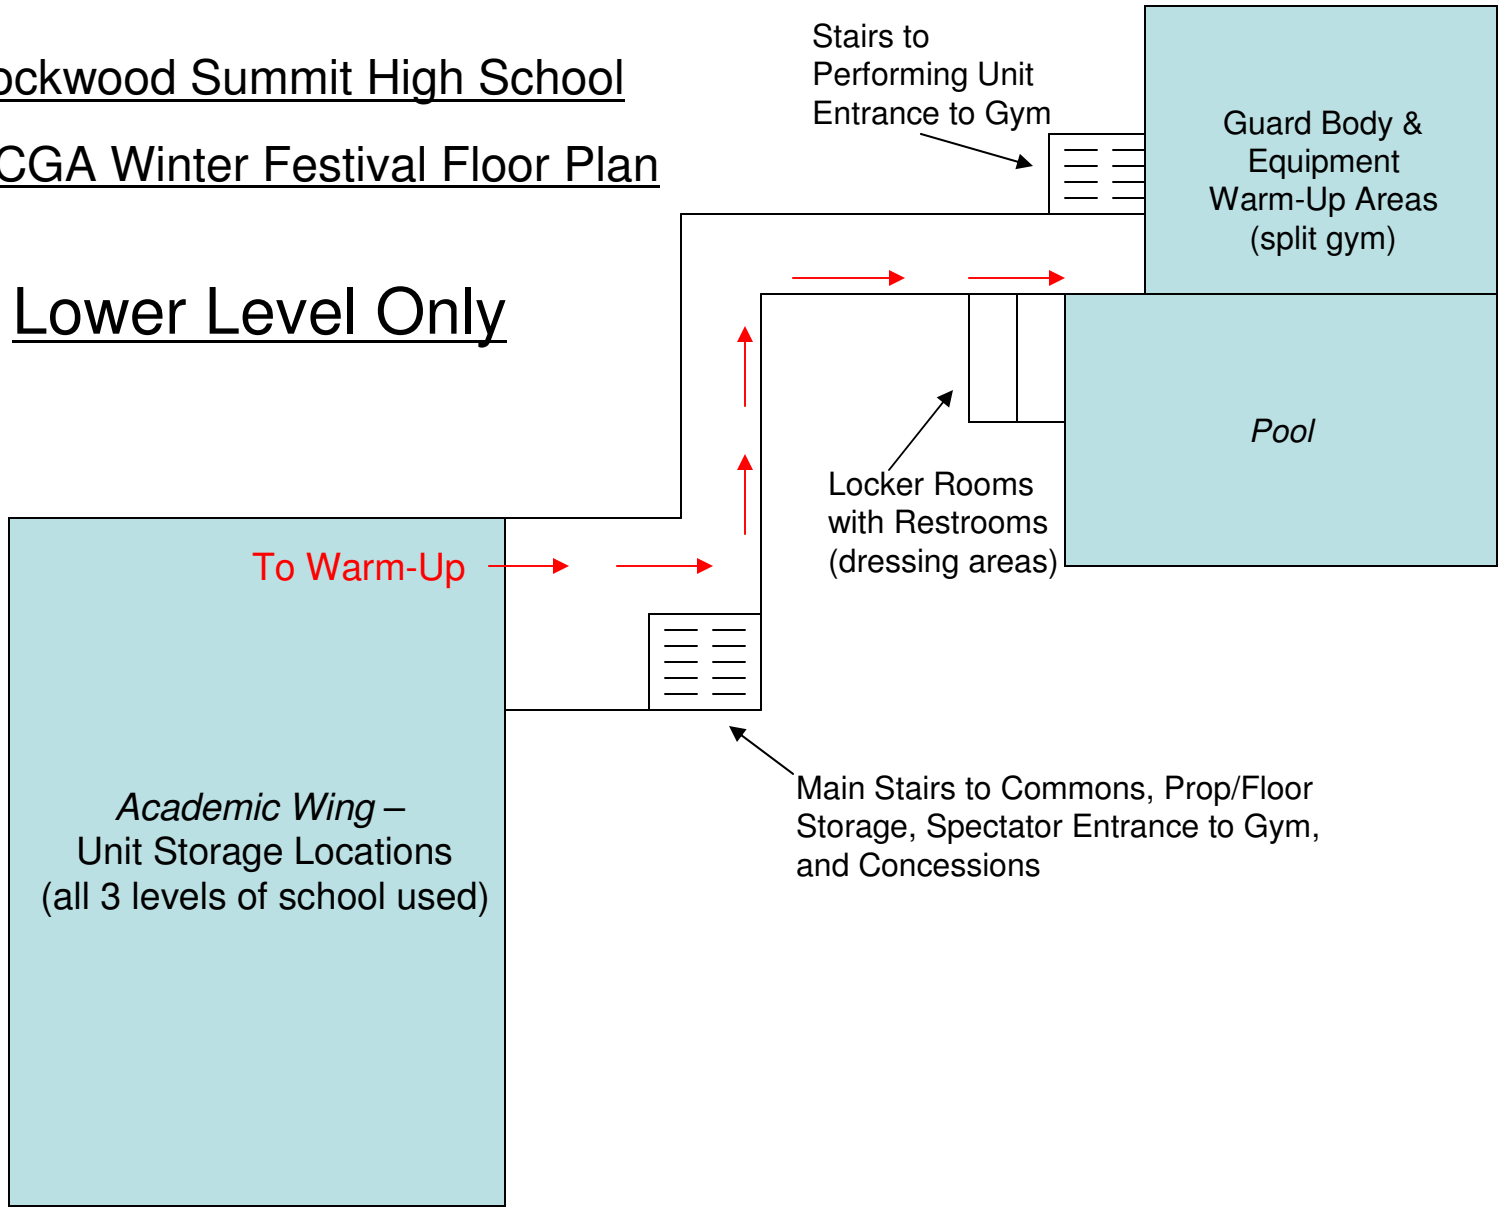 ockwood Summit High School
CGA Winter Festival Floor Plan
Lower Level Only
Stairs to
Performing Unit
Entrance to Gym
Guard Body &
Equipment
Warm-Up Areas
(split gym)
Pool
Locker Rooms
with Restrooms
(dressing areas)
To Warm-Up
Main Stairs to Commons, Prop/Floor
Storage, Spectator Entrance to Gym,
and Concessions
Academic Wing –
Unit Storage Locations
(all 3 levels of school used)